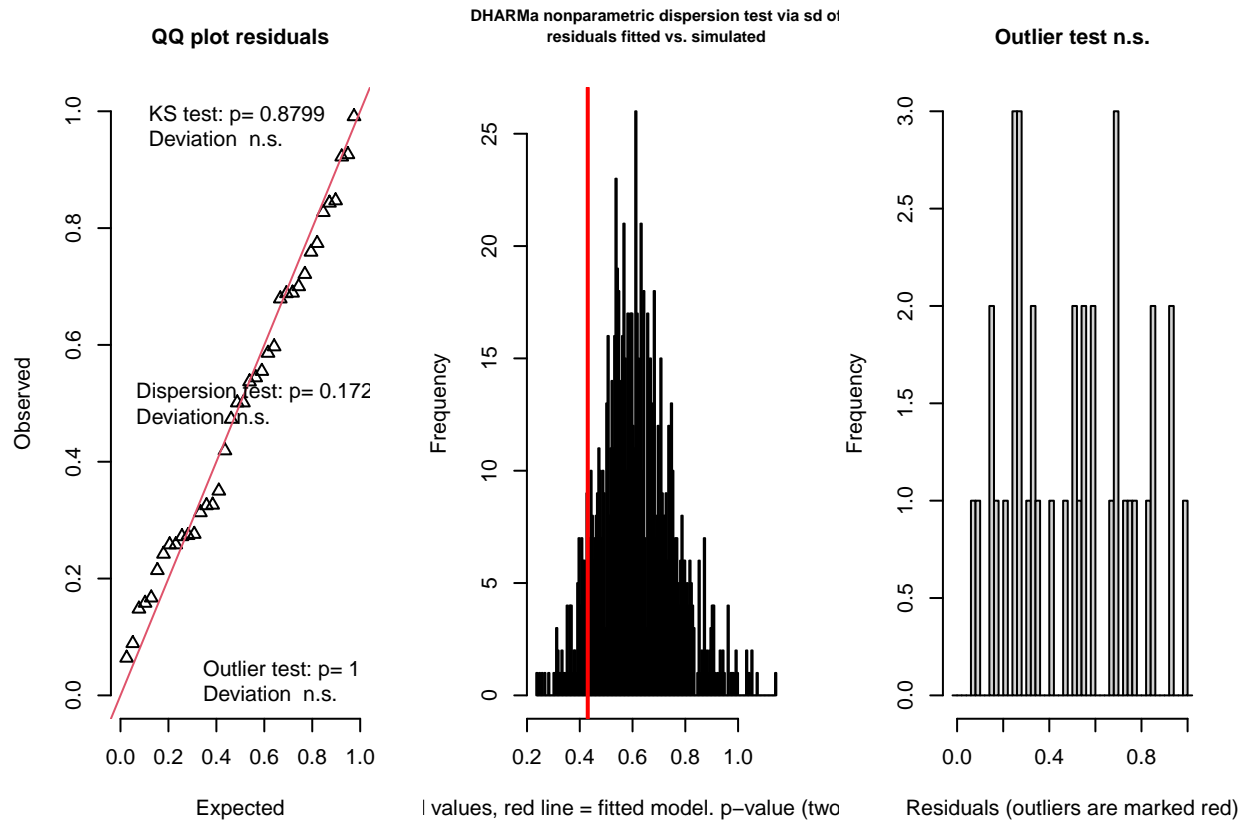 QQ plot residuals
KS test: p= 0.8799
Deviation  n.s.
Dispersion test: p= 0.172
Deviation n.s.
Outlier test: p= 1
Deviation  n.s.
Observed
0.0 0.2 0.4 0.6 0.8 1.0
0.0 0.2 0.4 0.6 0.8 1.0
Expected
DHARMa nonparametric dispersion test via sd of
residuals fitted vs. simulated
Frequency
0 5 10 15 20 25
0.2 0.4 0.6 0.8 1.0
values, red line = fitted model. p−value (two
Outlier test n.s.
Frequency
0.0 0.5 1.0 1.5 2.0 2.5 3.0
0.0 0.4 0.8
Residuals (outliers are marked red)